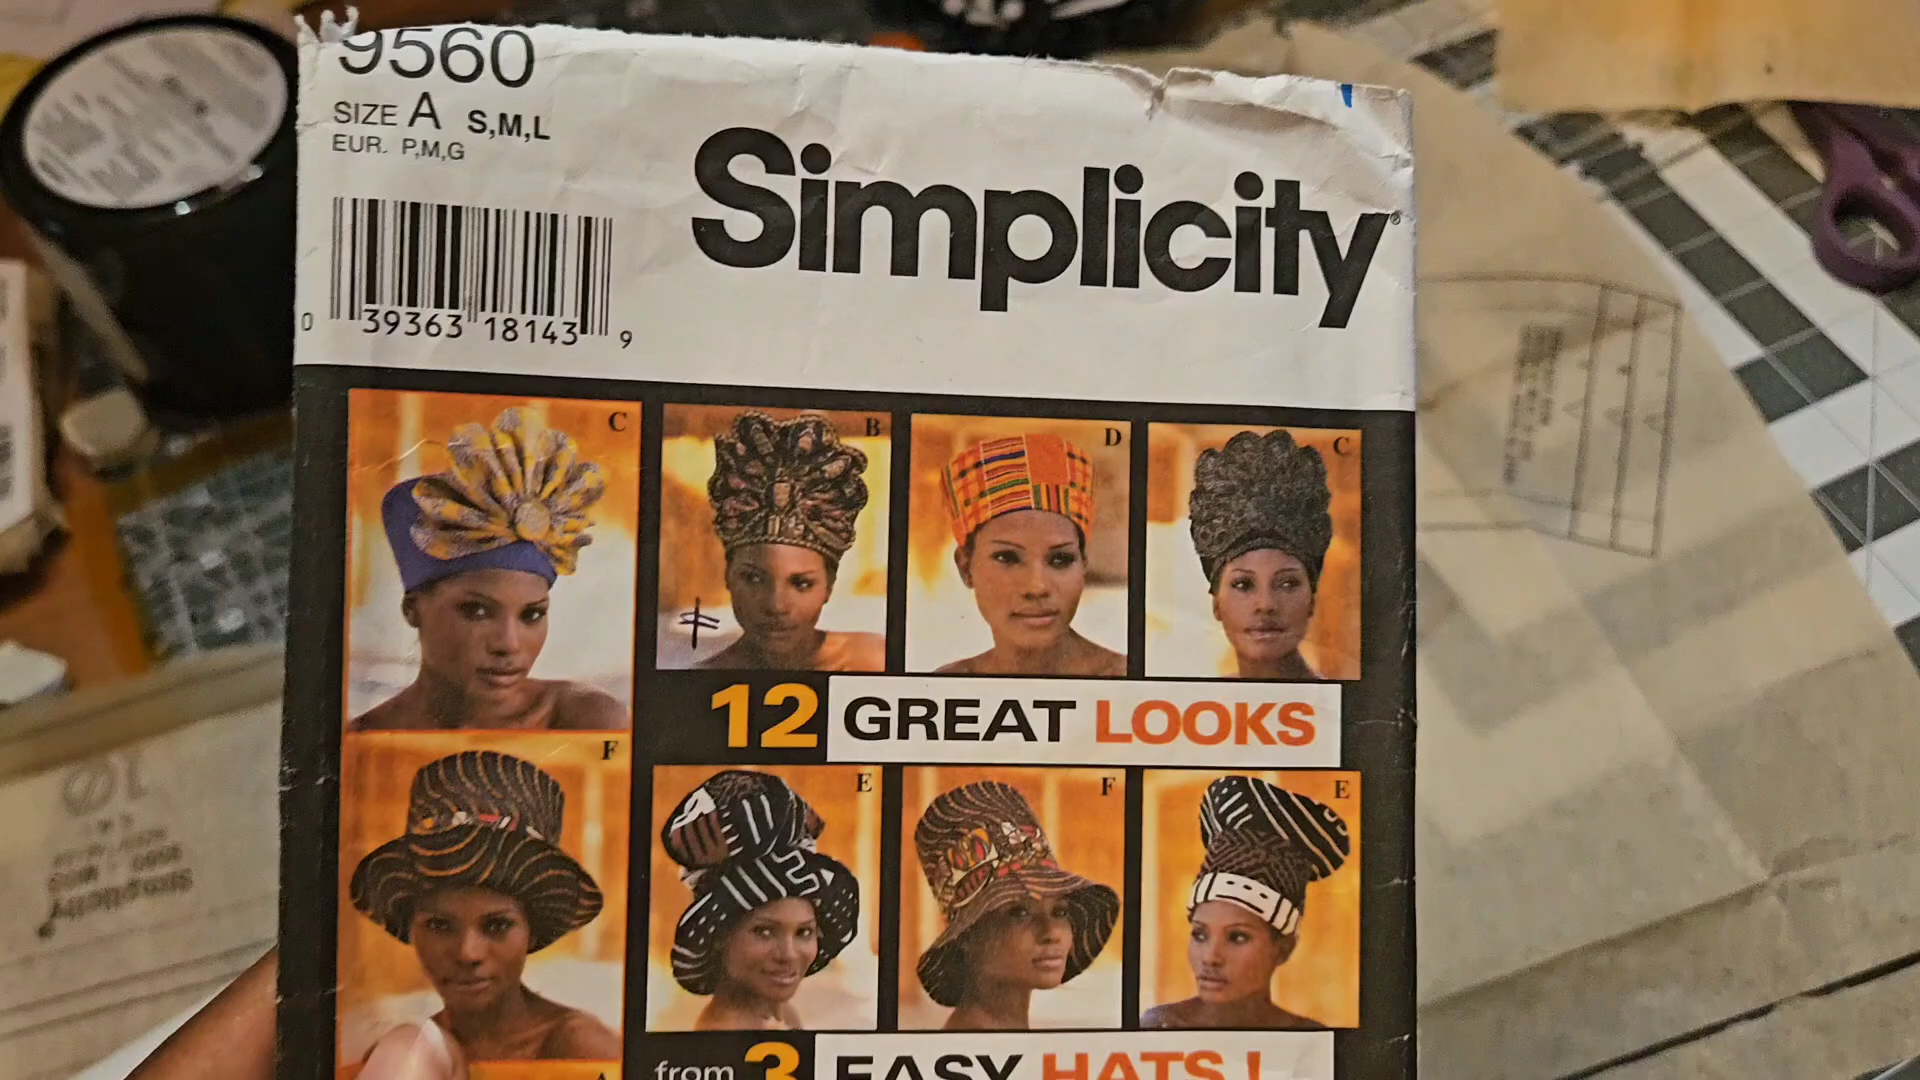 9560
SIZE A S,M,L
EUR. P,M,G
Simplicity®
0 39363 18143 9
C
B
D
C
12 GREAT LOOKS
F
E
F
E
from 3 EASY HATS!
A